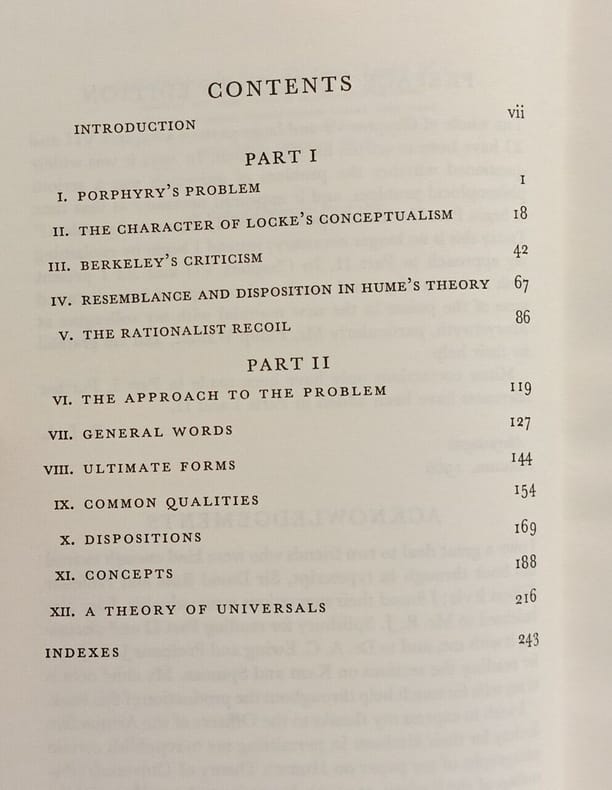 CONTENTS
INTRODUCTION vii
PART I
I. PORPHYRY'S PROBLEM 1
II. THE CHARACTER OF LOCKE'S CONCEPTUALISM 18
III. BERKELEY'S CRITICISM 42
IV. RESEMBLANCE AND DISPOSITION IN HUME'S THEORY 67
V. THE RATIONALIST RECOIL 86
PART II
VI. THE APPROACH TO THE PROBLEM 119
VII. GENERAL WORDS 127
VIII. ULTIMATE FORMS 144
IX. COMMON QUALITIES 154
X. DISPOSITIONS 169
XI. CONCEPTS 188
XII. A THEORY OF UNIVERSALS 216
INDEXES 243